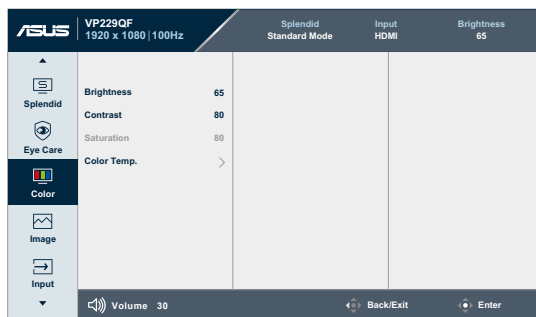 ASUS
VP229QF
1920 x 1080|100Hz
Splendid
Standard Mode
Input
HDMI
Brightness
65
Splendid
Eye Care
Color
Image
Input
Brightness 65
Contrast 80
Saturation 80
Color Temp.
Volume 30
Back/Exit
Enter